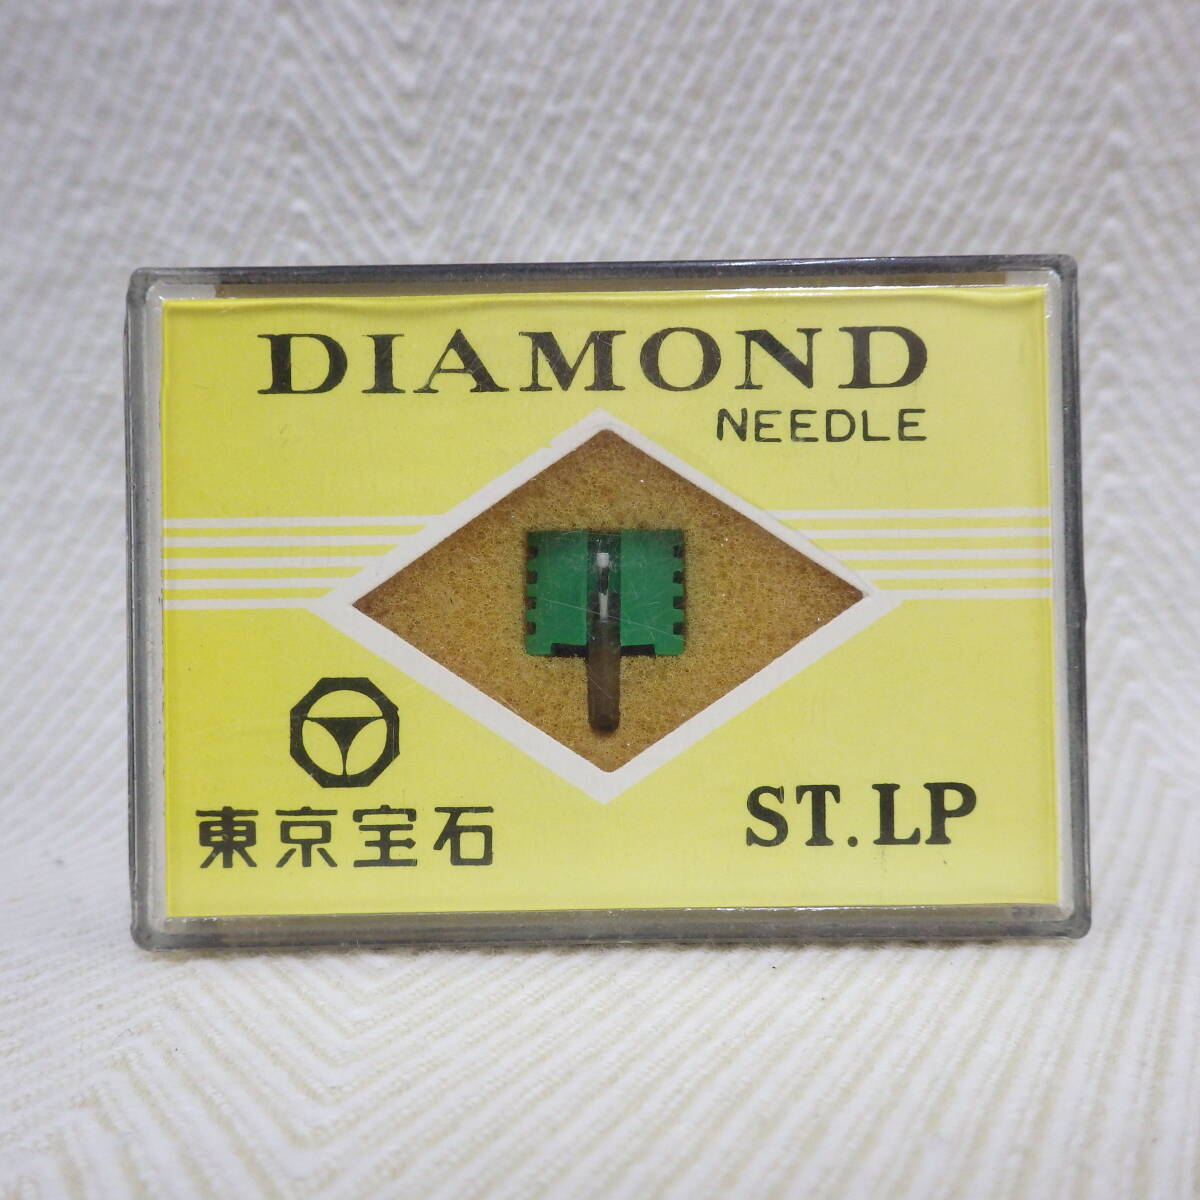 DIAMOND
NEEDLE
東京宝石
ST.LP